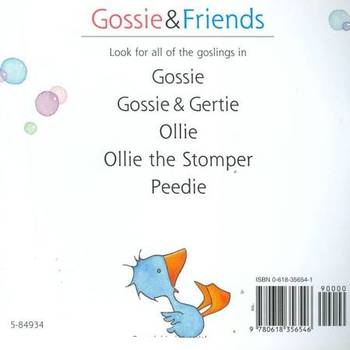 Gossie&Friends
Look for all of the goslings in
Gossie
Gossie & Gertie
Ollie
Ollie the Stomper
Peedie
ISBN 0-618-35654-1
90000
9 780618 356546
5-84934